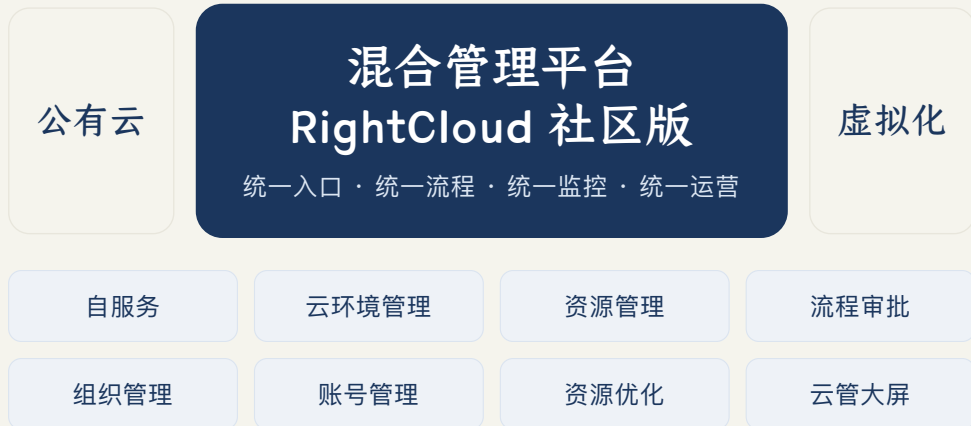 公有云
混合管理平台
RightCloud 社区版
统一入口 · 统一流程 · 统一监控 · 统一运营
虚拟化
自服务
云环境管理
资源管理
流程审批
组织管理
账号管理
资源优化
云管大屏